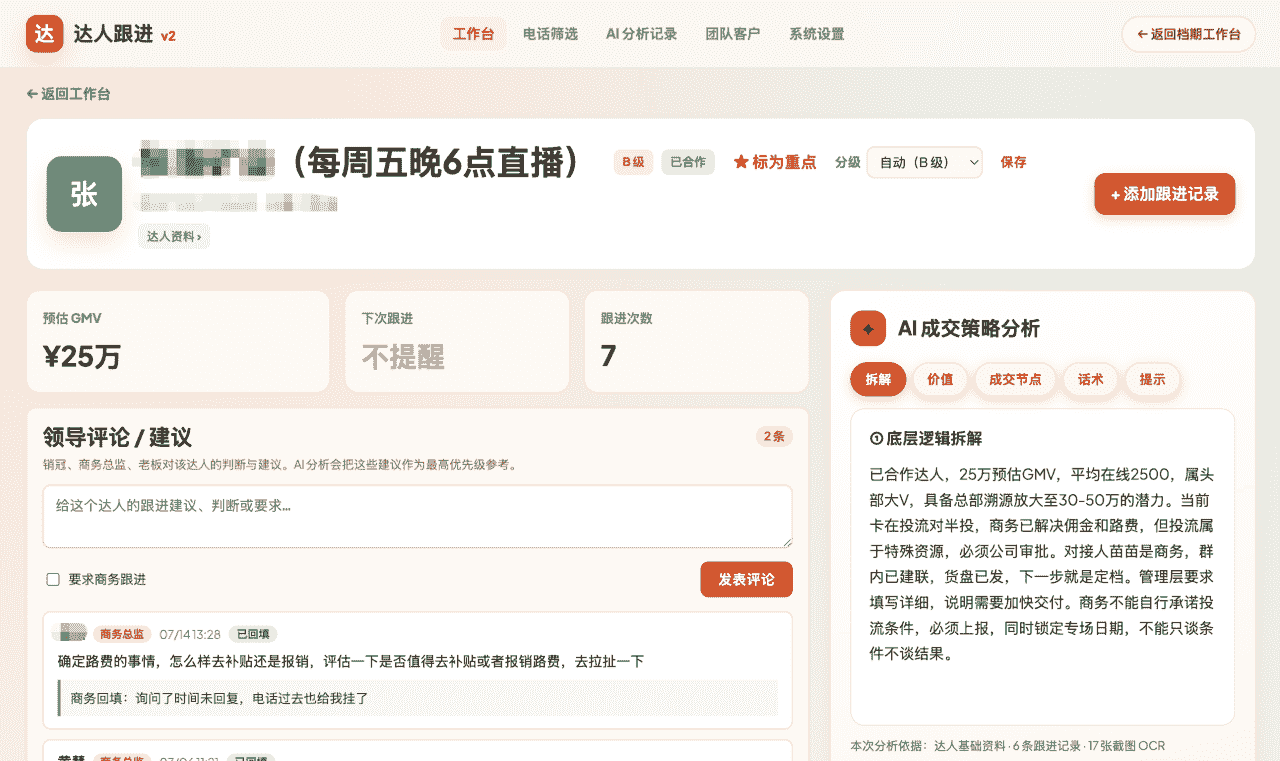 达 达人跟进 v2
工作台 电话筛选 AI 分析记录 团队客户 系统设置
← 返回档期工作台
← 返回工作台
张
（每周五晚6点直播）
B 级 已合作 ★ 标为重点 分级 自动（B 级） 保存
达人资料 ›
+ 添加跟进记录
预估 GMV
¥25万
下次跟进
不提醒
跟进次数
7
领导评论 / 建议
2 条
销冠、商务总监、老板对该达人的判断与建议。AI 分析会把这些建议作为最高优先级参考。
给这个达人的跟进建议、判断或要求...
要求商务跟进
发表评论
商务总监 07/14 13:28 已回填
确定路费的事情，怎么样去补贴还是报销，评估一下是否值得去补贴或者报销路费，去拉扯一下
商务回填：询问了时间未回复，电话过去也给我挂了
商务总监 已回填
AI 成交策略分析
拆解 价值 成交节点 话术 提示
① 底层逻辑拆解
已合作达人，25万预估GMV，平均在线2500，属头
部大V，具备总部溯源放大至30-50万的潜力。当前
卡在投流对半投，商务已解决佣金和路费，但投流属
于特殊资源，必须公司审批。对接人苗苗是商务，群
内已建联，货盘已发，下一步就是定档。管理层要求
填写详细，说明需要加快交付。商务不能自行承诺投
流条件，必须上报，同时锁定专场日期，不能只谈条
件不谈结果。
本次分析依据：达人基础资料 · 6 条跟进记录 · 17 张截图 OCR